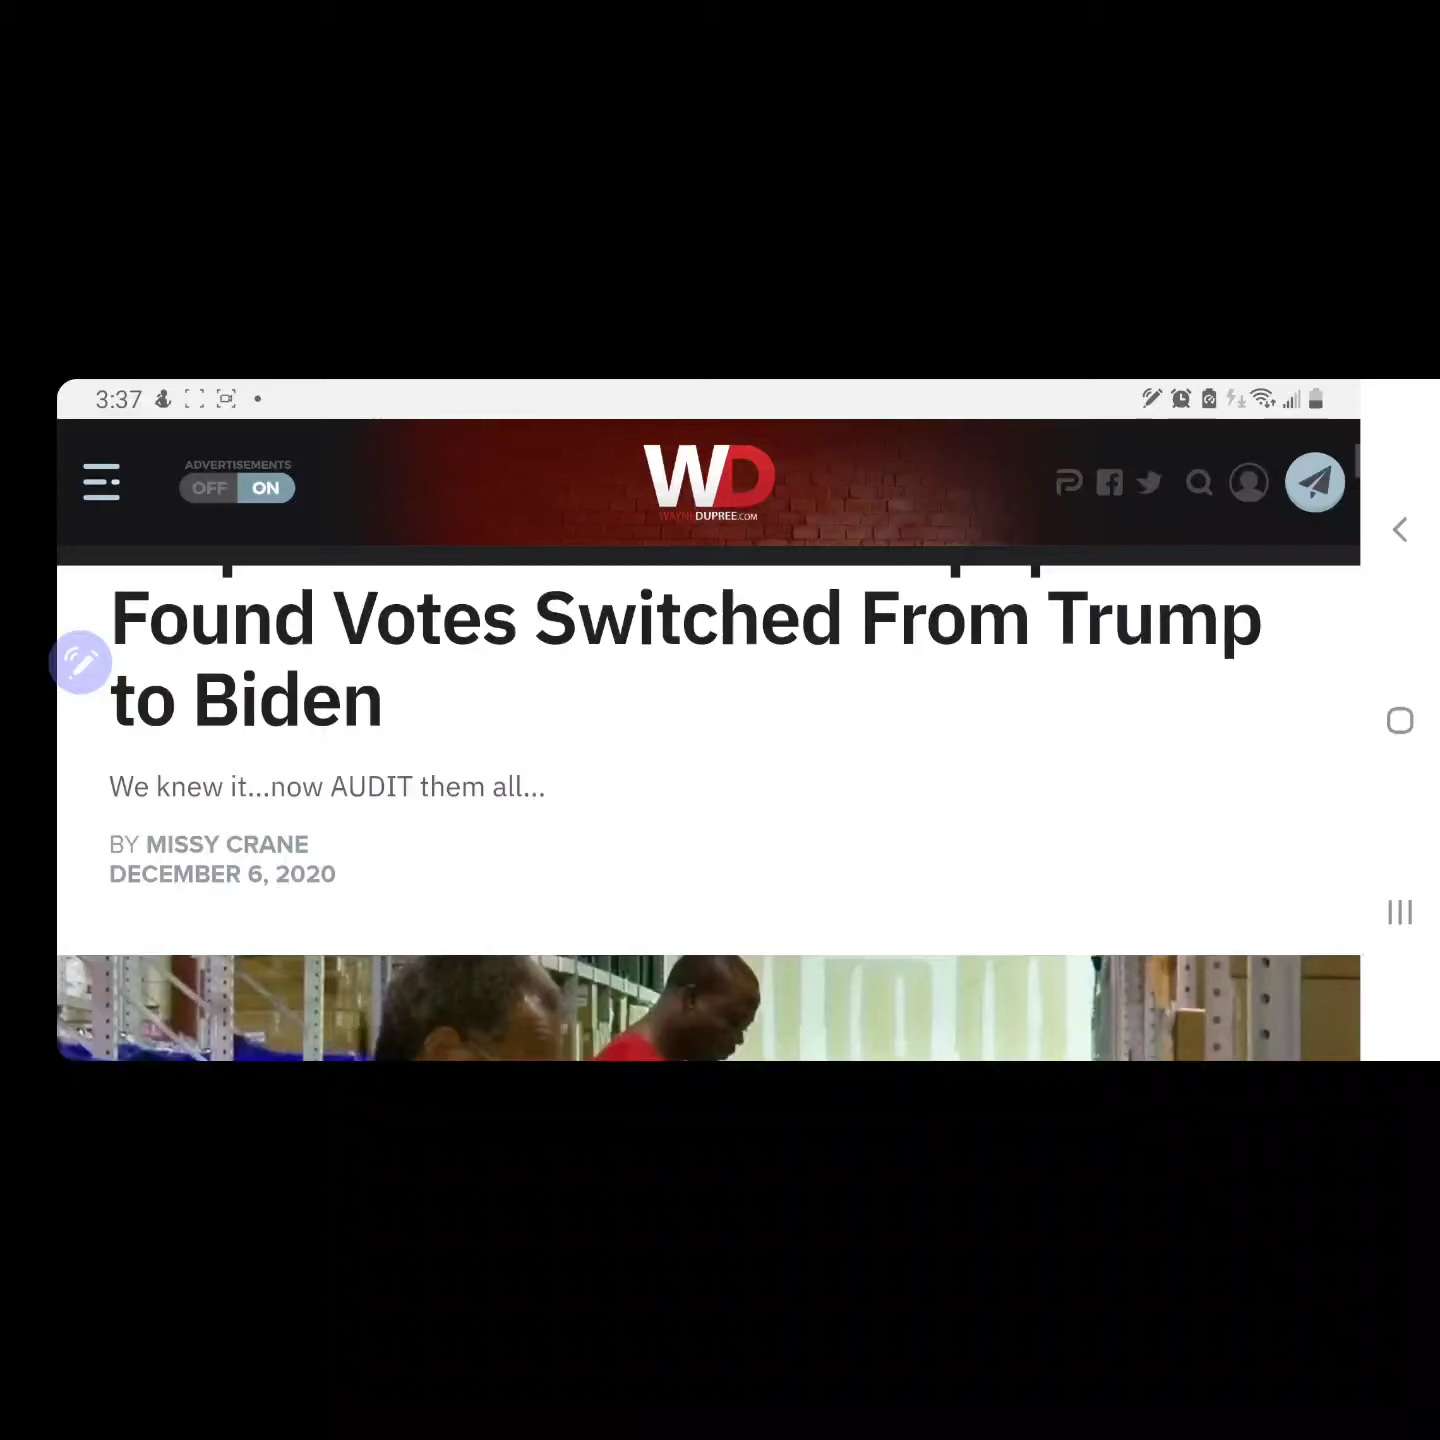 3:37
ADVERTISEMENTS
OFF ON
WD
WAYNEDUPREE.COM
Found Votes Switched From Trump
to Biden
We knew it...now AUDIT them all...
BY MISSY CRANE
DECEMBER 6, 2020